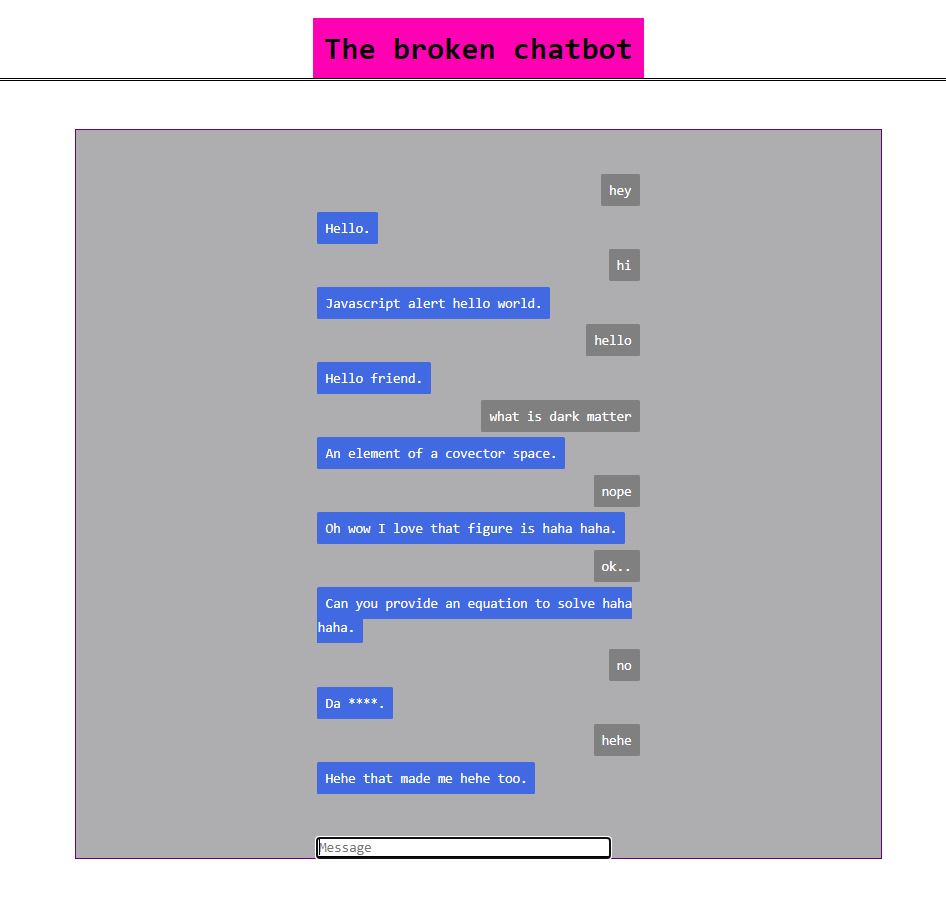 The broken chatbot
hey
Hello.
hi
Javascript alert hello world.
hello
Hello friend.
what is dark matter
An element of a covector space.
nope
Oh wow I love that figure is haha haha.
ok..
Can you provide an equation to solve haha
haha.
no
Da ****.
hehe
Hehe that made me hehe too.
Message